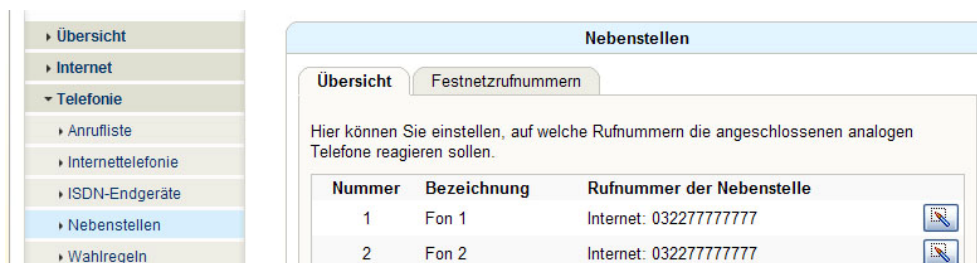 Übersicht
Internet
Telefonie
Anrufliste
Internettelefonie
ISDN-Endgeräte
Nebenstellen
Wahlregeln
Nebenstellen
Übersicht Festnetzrufnummern
Hier können Sie einstellen, auf welche Rufnummern die angeschlossenen analogen
Telefone reagieren sollen.
Nummer Bezeichnung Rufnummer der Nebenstelle
1 Fon 1 Internet: 032277777777
2 Fon 2 Internet: 032277777777